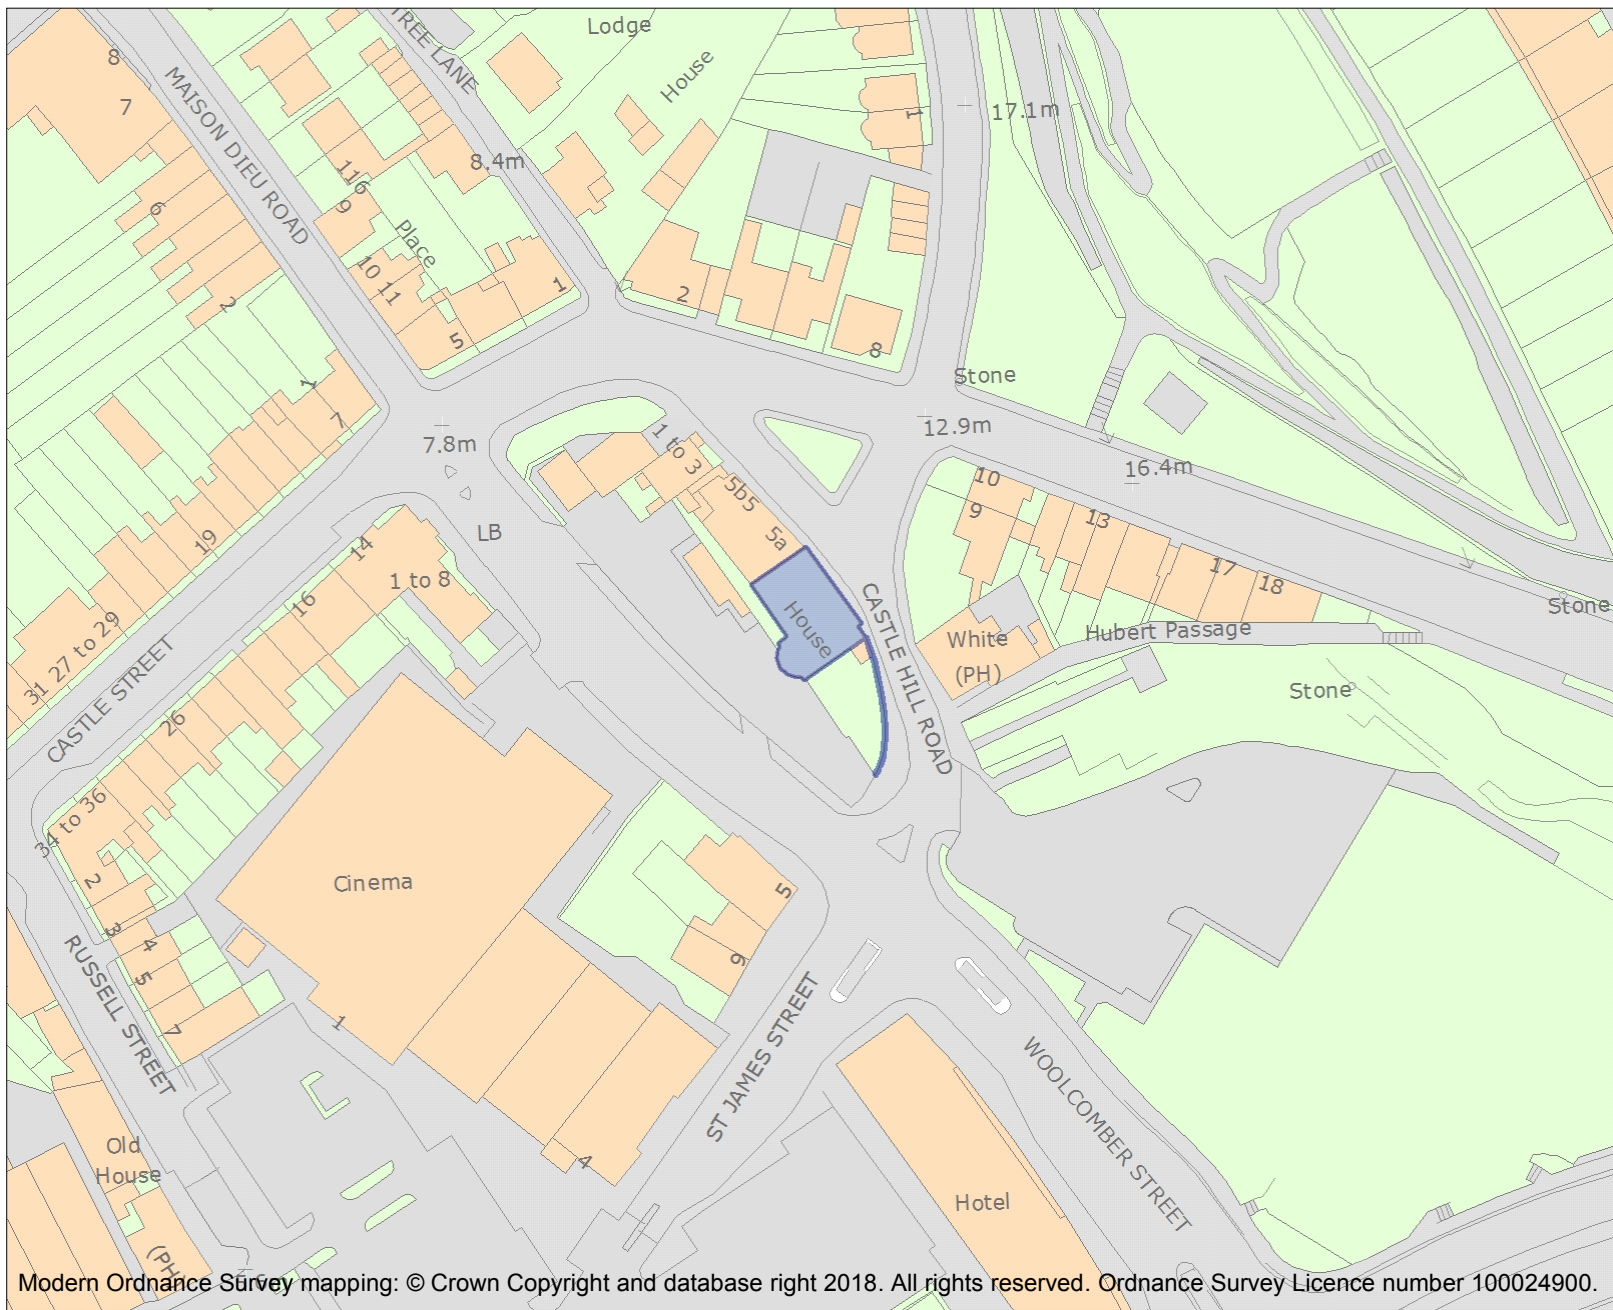 TREE LANE
Lodge
House
8
7
MAISON DIEU ROAD
17.1m
1
8.4m
116
9
6
Place
10 11
2
1
2
5
8
Stone
1
7
7.8m
12.9m
1 to 3
16.4m
10
9
5b5
13
5a
LB
19
14
1 to 8
17
18
16
CASTLE HILL ROAD
House
White
(PH)
Hubert Passage
Stone
31 27 to 29
CASTLE STREET
26
Stone
34 to 36
2
Cinema
5
3
4
5
6
RUSSELL STREET
7
1
ST JAMES STREET
WOOLCOMBER STREET
Old
House
4
Hotel
(PH)
Modern Ordnance Survey mapping: © Crown Copyright and database right 2018. All rights reserved. Ordnance Survey Licence number 100024900.